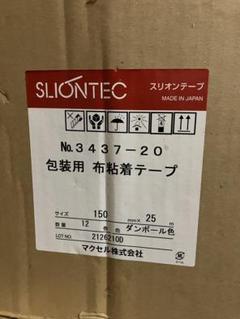 SLIONTEC
スリオンテープ
MADE IN JAPAN
No.3437-20
包装用 布粘着テープ
サイズ 150 mm× 25 m
数量 12 巻 色 ダンボール色
LOT NO. 2126210D
マクセル株式会社